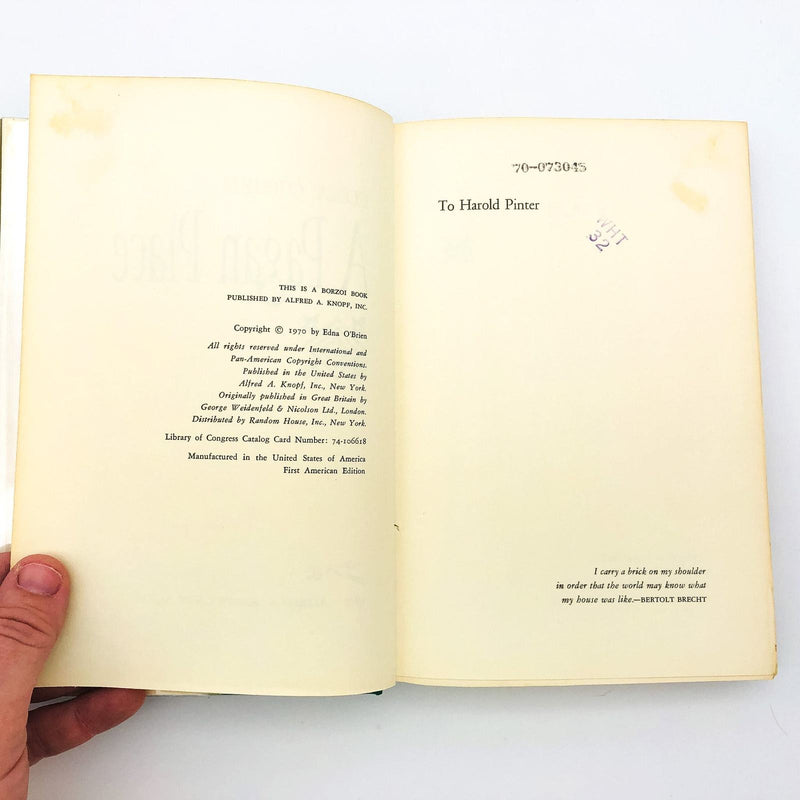 THIS IS A BORZOI BOOK
PUBLISHED BY ALFRED A. KNOPF, INC.
Copyright © 1970 by Edna O'Brien
All rights reserved under International and
Pan-American Copyright Conventions.
Published in the United States by
Alfred A. Knopf, Inc., New York.
Originally published in Great Britain by
George Weidenfeld & Nicolson Ltd., London.
Distributed by Random House, Inc., New York.
Library of Congress Catalog Card Number: 74-106618
Manufactured in the United States of America
First American Edition
70-073045
To Harold Pinter
WHT
32
I carry a brick on my shoulder
in order that the world may know what
my house was like.—BERTOLT BRECHT